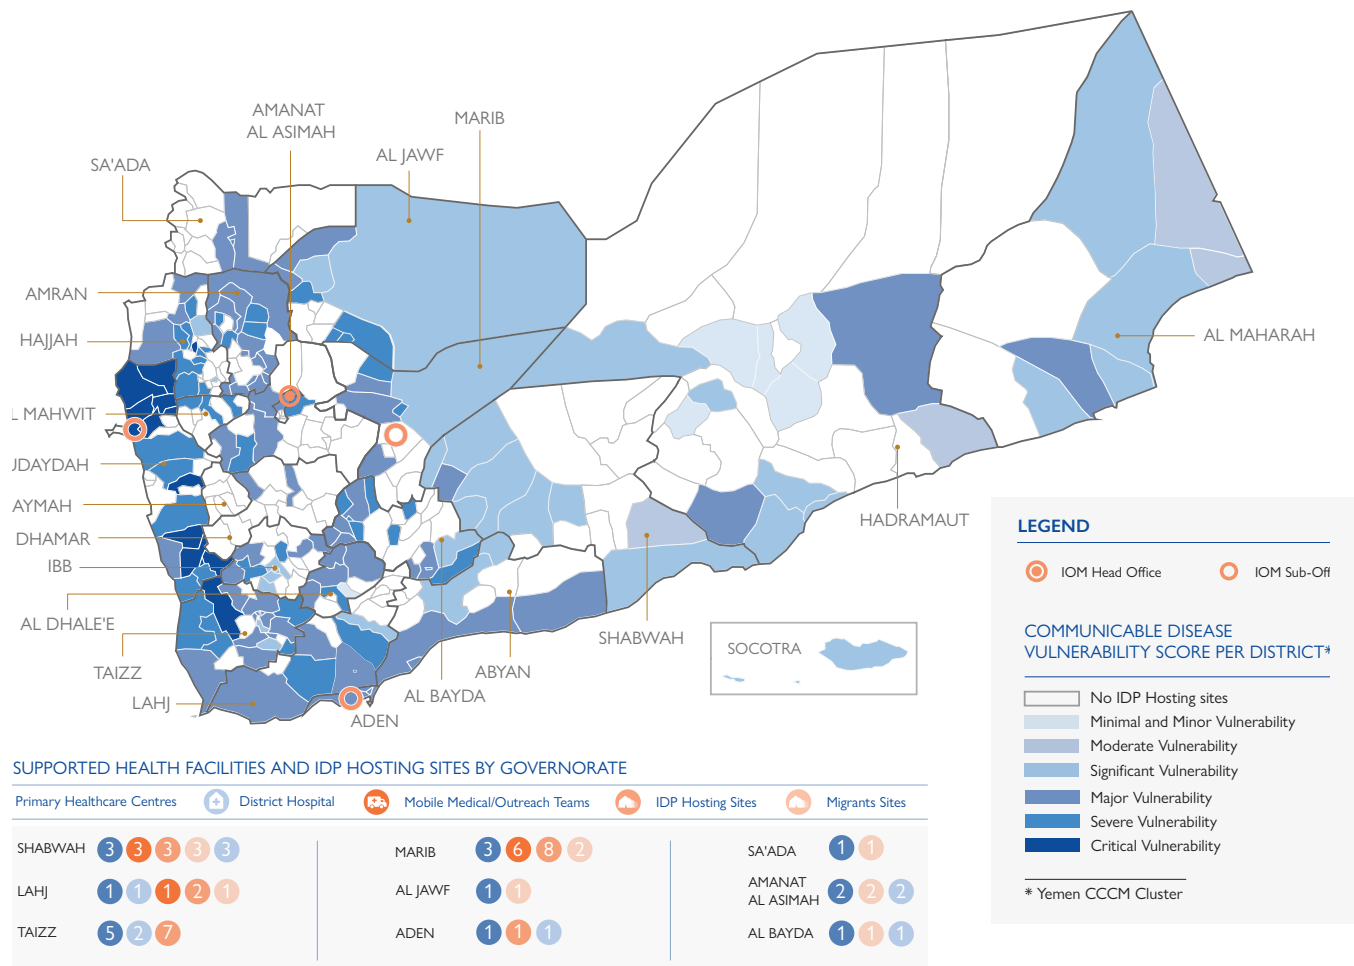 AMANAT
AL ASIMAH
MARIB
AL JAWF
SA'ADA
AMRAN
HAJJAH
L MAHWIT
UDAYDAH
AYMAH
DHAMAR
IBB
AL DHALE'E
TAIZZ
LAHJ
ADEN
AL BAYDA
ABYAN
SHABWAH
HADRAMAUT
AL MAHARAH
SOCOTRA
LEGEND
IOM Head Office
IOM Sub-Off
COMMUNICABLE DISEASE
VULNERABILITY SCORE PER DISTRICT*
No IDP Hosting sites
Minimal and Minor Vulnerability
Moderate Vulnerability
Significant Vulnerability
Major Vulnerability
Severe Vulnerability
Critical Vulnerability
* Yemen CCCM Cluster
SUPPORTED HEALTH FACILITIES AND IDP HOSTING SITES BY GOVERNORATE
Primary Healthcare Centres District Hospital Mobile Medical/Outreach Teams IDP Hosting Sites Migrants Sites
SHABWAH 3 3 3 3 3
LAHJ 1 1 1 2 1
TAIZZ 5 2 7
MARIB 3 6 8 2
AL JAWF 1 1
ADEN 1 1 1
SA'ADA 1 1
AMANAT
AL ASIMAH 2 2 2
AL BAYDA 1 1 1